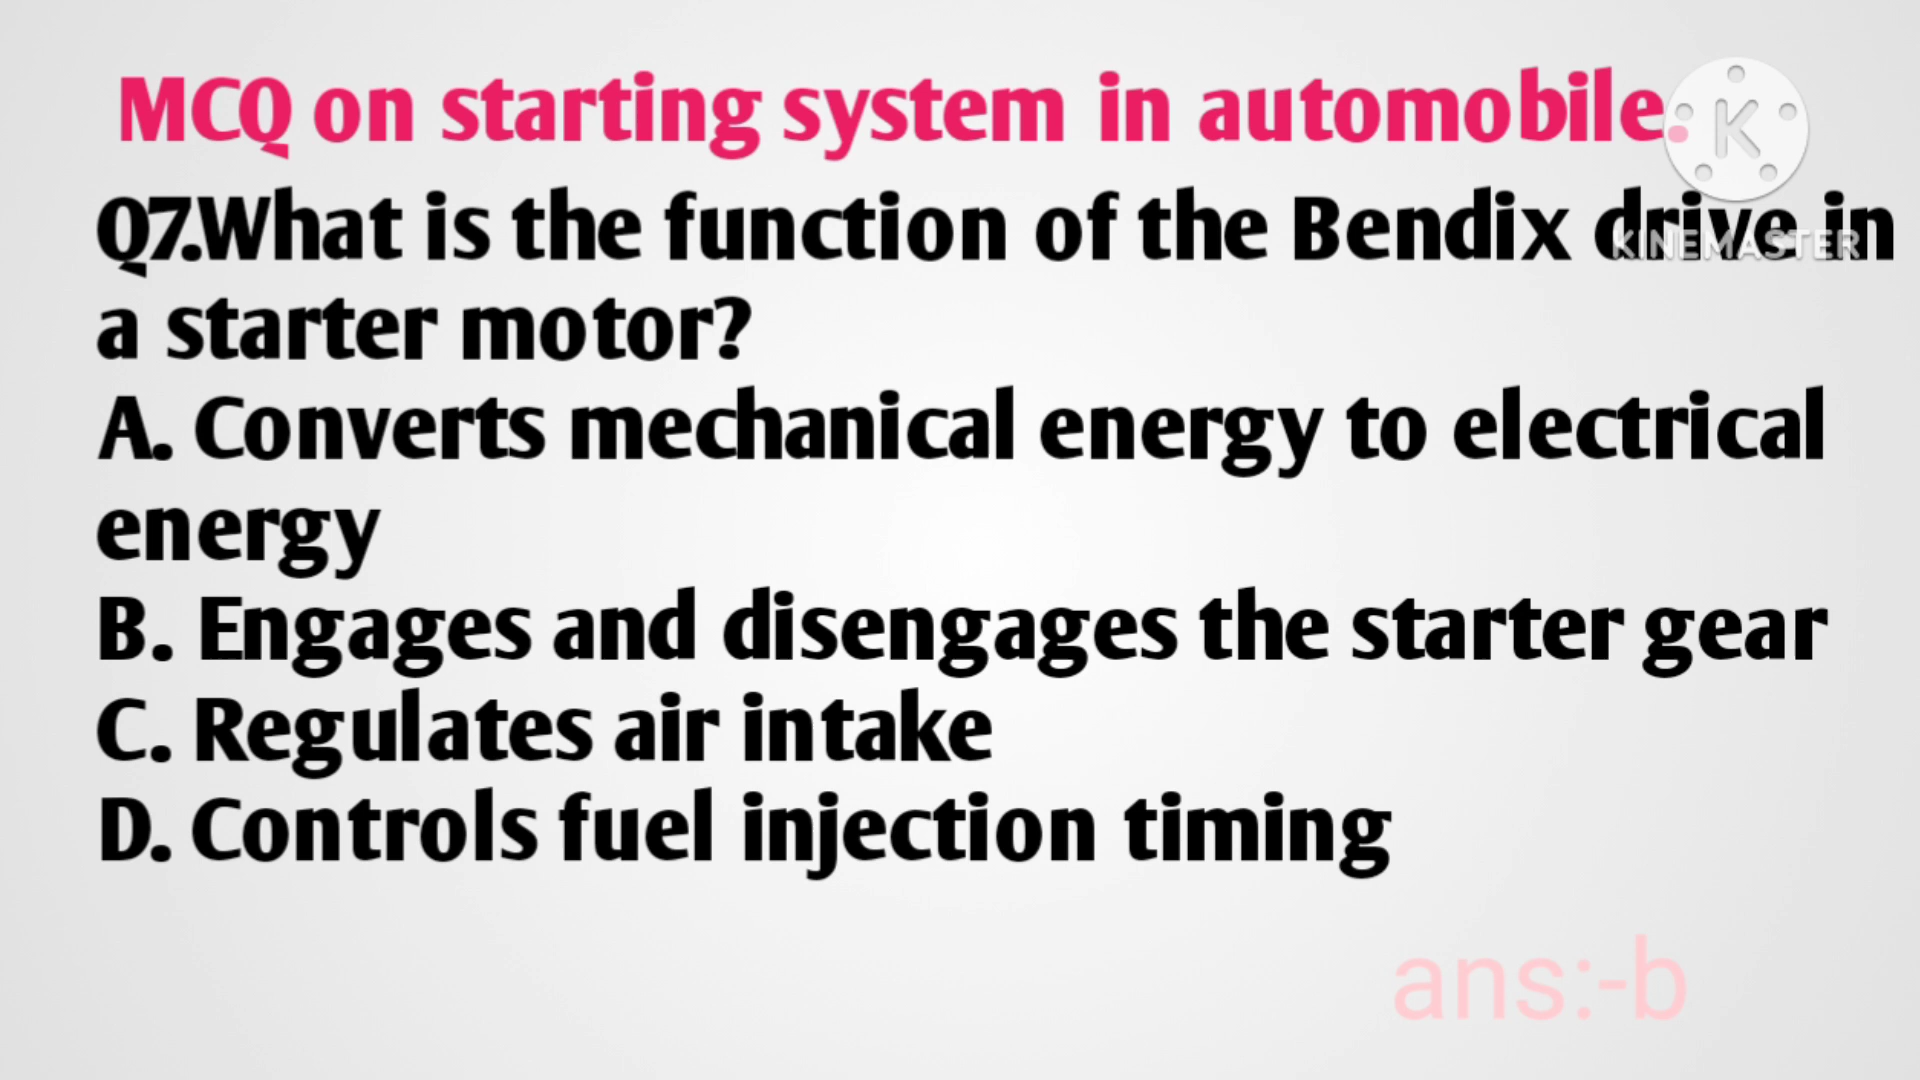 MCQ on starting system in automobile.
K
Q7.What is the function of the Bendix drive in
KINEMASTER
a starter motor?
A. Converts mechanical energy to electrical
energy
B. Engages and disengages the starter gear
C. Regulates air intake
D. Controls fuel injection timing
ans:-b